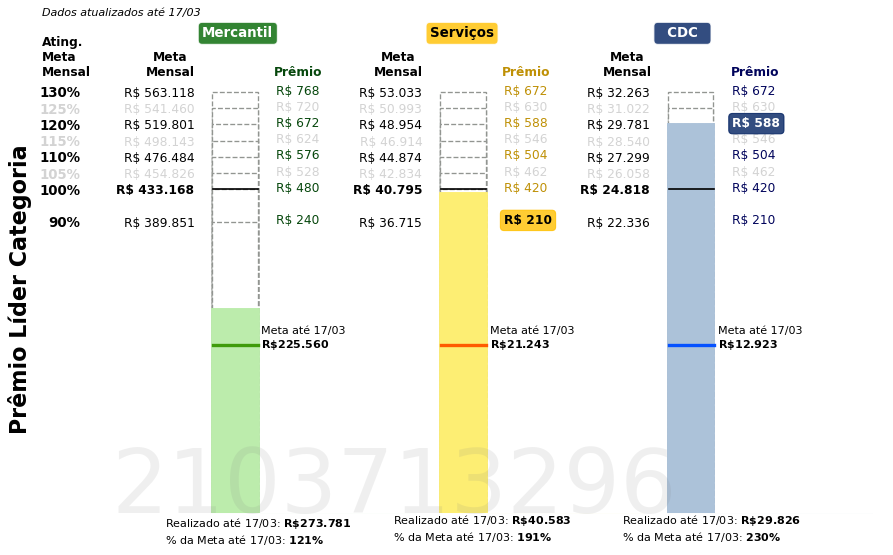 Dados atualizados até 17/03
Mercantil Serviços CDC
Ating. Meta Mensal Meta Mensal Prêmio Meta Mensal Prêmio Meta Mensal Prêmio
130% R$ 563.118 R$ 768 R$ 53.033 R$ 672 R$ 32.263 R$ 672
125% R$ 541.460 R$ 720 R$ 50.993 R$ 630 R$ 31.022 R$ 630
120% R$ 519.801 R$ 672 R$ 48.954 R$ 588 R$ 29.781 R$ 588
115% R$ 498.143 R$ 624 R$ 46.914 R$ 546 R$ 28.540 R$ 546
110% R$ 476.484 R$ 576 R$ 44.874 R$ 504 R$ 27.299 R$ 504
105% R$ 454.826 R$ 528 R$ 42.834 R$ 462 R$ 26.058 R$ 462
100% R$ 433.168 R$ 480 R$ 40.795 R$ 420 R$ 24.818 R$ 420
90% R$ 389.851 R$ 240 R$ 36.715 R$ 210 R$ 22.336 R$ 210
Prêmio Líder Categoria
Meta até 17/03 Meta até 17/03 Meta até 17/03
R$225.560 R$21.243 R$12.923
2103713296
Realizado até 17/03: R$273.781 Realizado até 17/03: R$40.583 Realizado até 17/03: R$29.826
% da Meta até 17/03: 121% % da Meta até 17/03: 191% % da Meta até 17/03: 230%